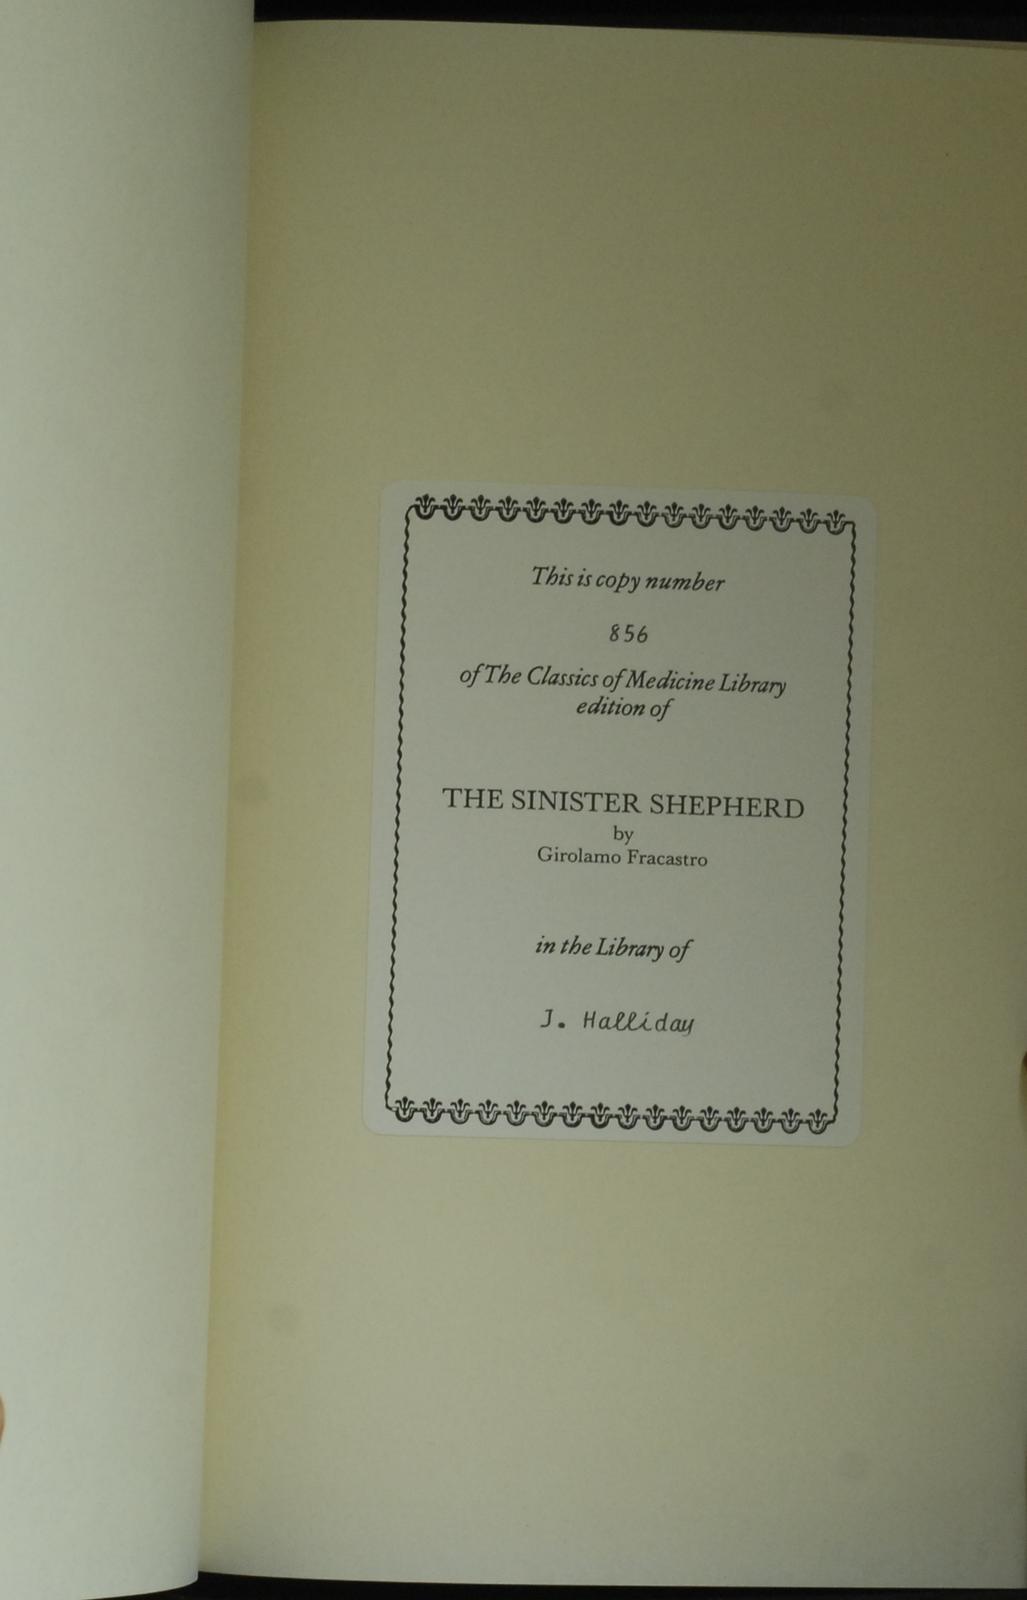 This is copy number
856
of The Classics of Medicine Library
edition of
THE SINISTER SHEPHERD
by
Girolamo Fracastro
in the Library of
J. Halliday